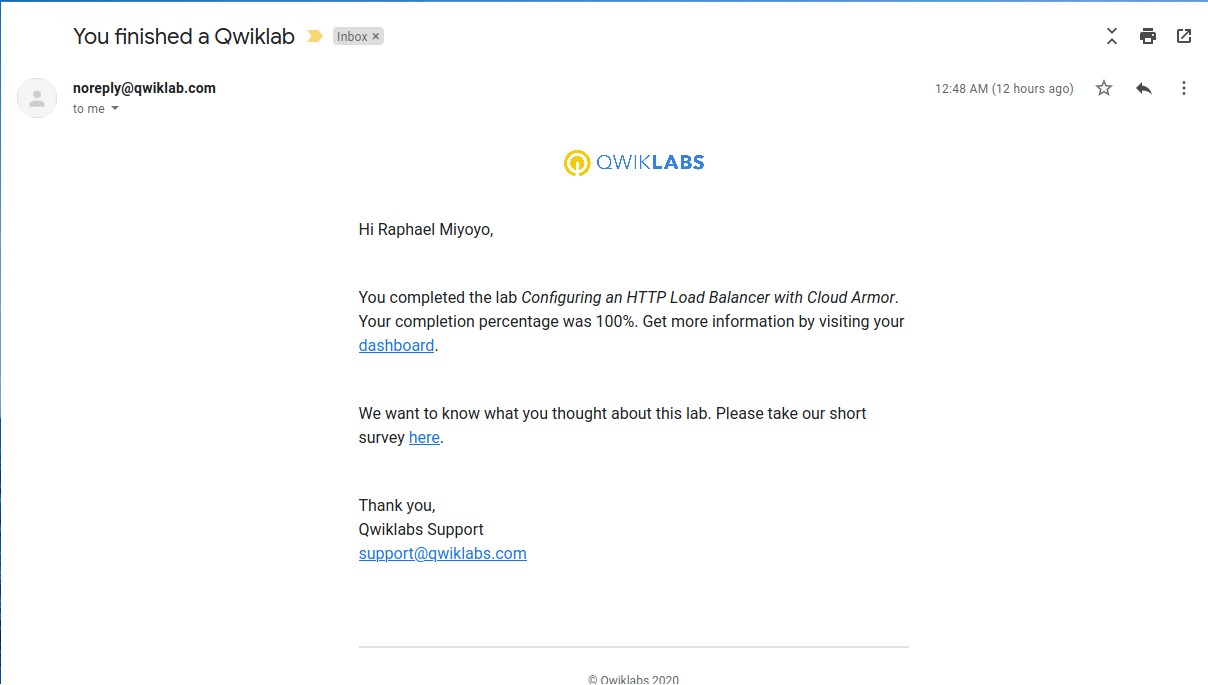 You finished a Qwiklab Inbox ×
noreply@qwiklab.com 12:48 AM (12 hours ago)
to me
QWIKLABS
Hi Raphael Miyoyo,
You completed the lab Configuring an HTTP Load Balancer with Cloud Armor.
Your completion percentage was 100%. Get more information by visiting your
dashboard.
We want to know what you thought about this lab. Please take our short
survey here.
Thank you,
Qwiklabs Support
support@qwiklabs.com
© Qwiklabs 2020